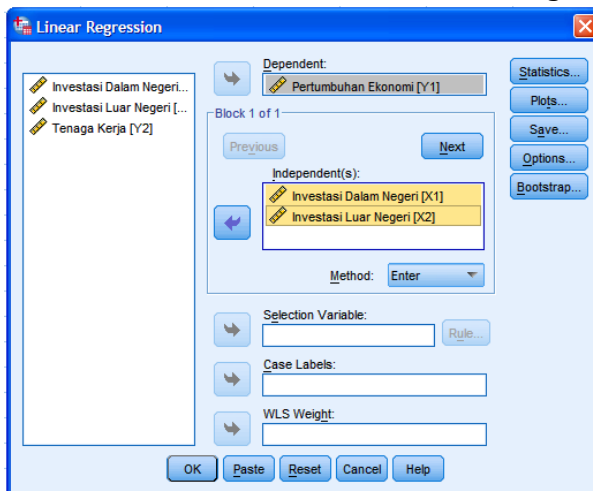 Linear Regression
Investasi Dalam Negeri...
Investasi Luar Negeri [...
Tenaga Kerja [Y2]
Dependent:
Pertumbuhan Ekonomi [Y1]
Block 1 of 1
Previous
Next
Independent(s):
Investasi Dalam Negeri [X1]
Investasi Luar Negeri [X2]
Method: Enter
Selection Variable:
Rule...
Case Labels:
WLS Weight:
Statistics...
Plots...
Save...
Options...
Bootstrap...
OK Paste Reset Cancel Help